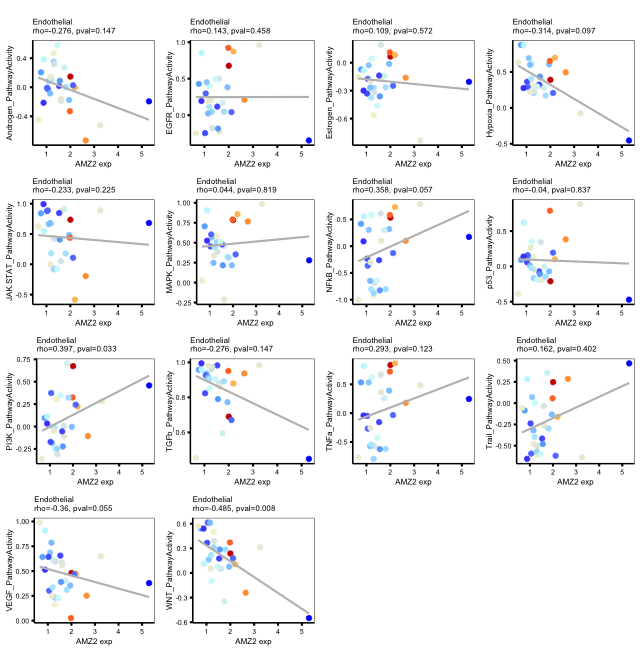 Endothelial
rho=-0.276, pval=0.147
Androgen_PathwayActivity
0.4
0.0
-0.4
1
2
3
4
5
AMZ2 exp
Endothelial
rho=0.143, pval=0.458
EGFR_PathwayActivity
1.0
0.5
0.0
1
2
3
4
5
AMZ2 exp
Endothelial
rho=0.109, pval=0.572
Estrogen_PathwayActivity
0.0
-0.3
-0.6
1
2
3
4
5
AMZ2 exp
Endothelial
rho=-0.314, pval=0.097
Hypoxia_PathwayActivity
0.5
0.0
-0.5
1
2
3
4
5
AMZ2 exp
Endothelial
rho=-0.233, pval=0.225
JAK-STAT_PathwayActivity
1.0
0.5
0.0
-0.5
1
2
3
4
5
AMZ2 exp
Endothelial
rho=0.044, pval=0.819
MAPK_PathwayActivity
1.00
0.75
0.50
0.25
0.00
-0.25
1
2
3
4
5
AMZ2 exp
Endothelial
rho=0.358, pval=0.057
NFkB_PathwayActivity
0.5
0.0
-0.5
-1.0
1
2
3
4
5
AMZ2 exp
Endothelial
rho=-0.04, pval=0.837
p53_PathwayActivity
0.5
0.0
-0.5
1
2
3
4
5
AMZ2 exp
Endothelial
rho=0.397, pval=0.033
PI3K_PathwayActivity
0.75
0.50
0.25
0.00
-0.25
1
2
3
4
5
AMZ2 exp
Endothelial
rho=-0.276, pval=0.147
TGFb_PathwayActivity
1.0
0.8
0.6
1
2
3
4
5
AMZ2 exp
Endothelial
rho=0.293, pval=0.123
TNFa_PathwayActivity
0.5
0.0
-0.5
1
2
3
4
5
AMZ2 exp
Endothelial
rho=0.162, pval=0.402
Trail_PathwayActivity
0.50
0.25
0.00
-0.25
-0.50
1
2
3
4
5
AMZ2 exp
Endothelial
rho=-0.36, pval=0.055
VEGF_PathwayActivity
1.00
0.75
0.50
0.25
0.00
1
2
3
4
5
AMZ2 exp
Endothelial
rho=-0.485, pval=0.008
WNT_PathwayActivity
0.6
0.3
0.0
-0.3
-0.6
1
2
3
4
5
AMZ2 exp